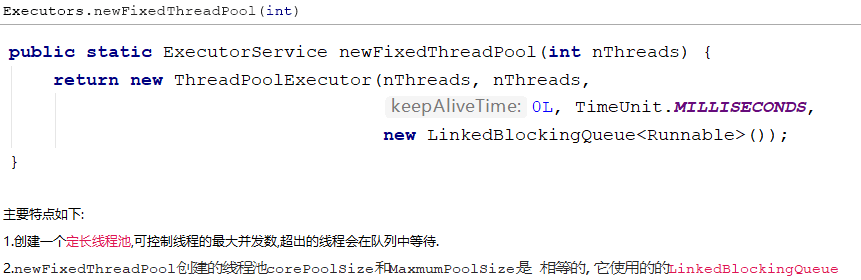 Executors.newFixedThreadPool(int)
public static ExecutorService newFixedThreadPool(int nThreads) {
return new ThreadPoolExecutor(nThreads, nThreads,
keepAliveTime: 0L, TimeUnit.MILLISECONDS,
new LinkedBlockingQueue<Runnable>());
}
主要特点如下:
1.创建一个定长线程池,可控制线程的最大并发数,超出的线程会在队列中等待.
2.newFixedThreadPool创建的线程池corePoolSize和MaxmumPoolSize是 相等的,它使用的的LinkedBlockingQueue